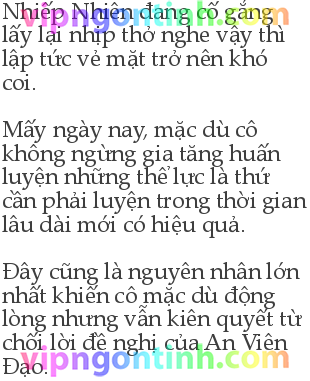 Nhiếp Nhiên đang cố gắng
lấy lại nhịp thở nghe vậy thì
lập tức vẻ mặt trở nên khó
coi.
Mấy ngày nay, mặc dù cô
không ngừng gia tăng huấn
luyện những thể lực là thứ
cần phải luyện trong thời gian
lâu dài mới có hiệu quả.
Đây cũng là nguyên nhân lớn
nhất khiến cô mặc dù động
lòng nhưng vẫn kiên quyết từ
chối lời đề nghị của An Viên
Đạo.
vipngontinh.com
vipngontinh.com